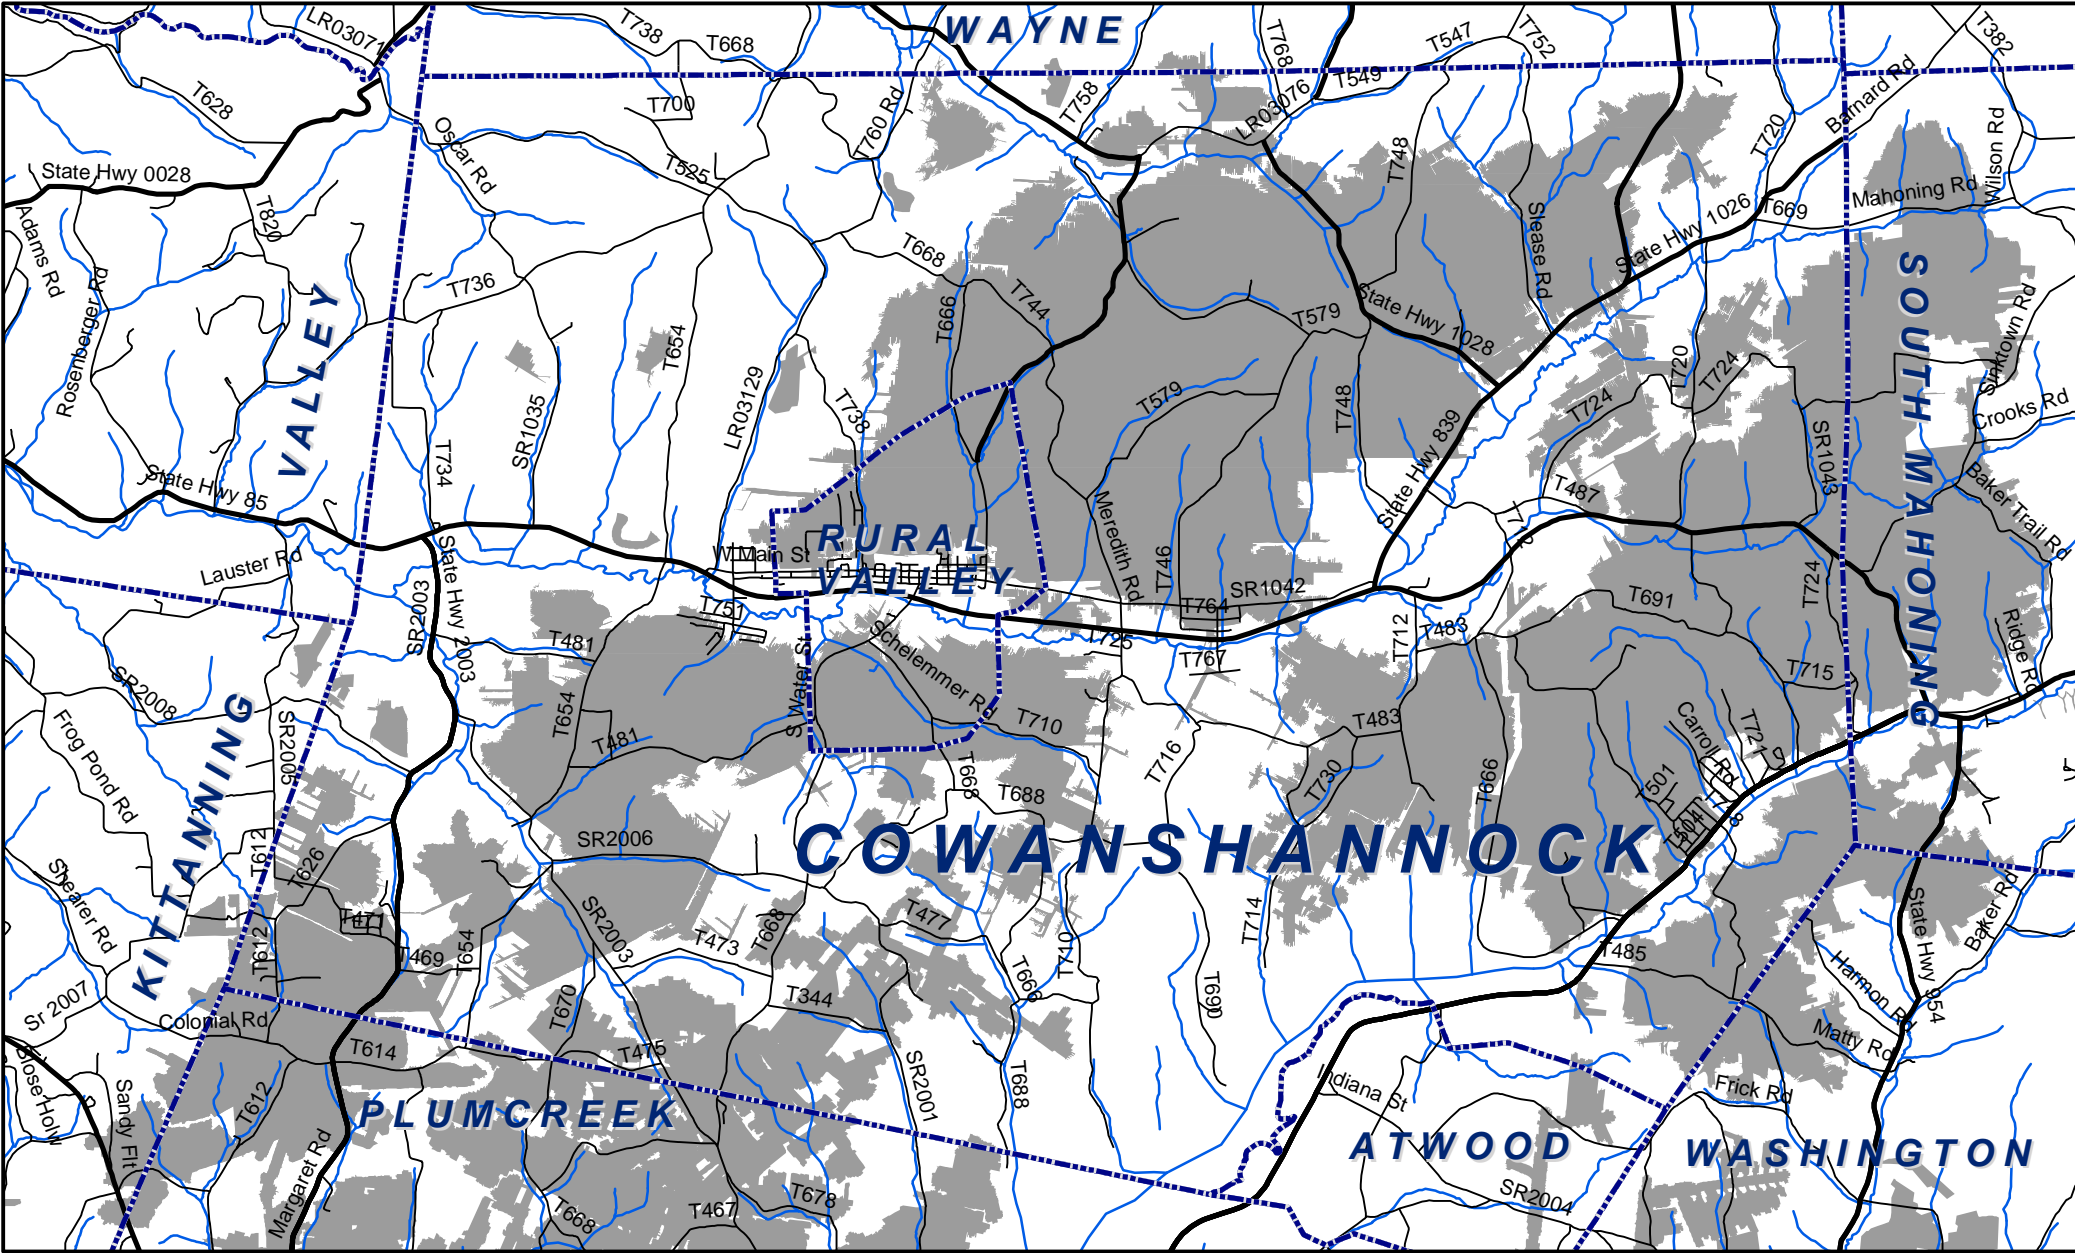 WAYNE
LR03071
T738
T668
T768
T547
T752
T382
T628
T700
T760 Rd
T758
LR03076
T549
T720
Barnard Rd
Oscar Rd
T525
T748
State Hwy 0028
Wilson Rd
Mahoning Rd
Adams Rd
T820
T668
Slease Rd
State Hwy 1026
T669
Rosenberger Rd
T736
T666
T744
T579
State Hwy 1028
SOUTH MAHONING
VALLEY
T654
LR03129
T738
T579
T748
T720
T724
T724
Sinktown Rd
Crooks Rd
SR1035
T734
State Hwy 839
SR1043
State Hwy 85
Meredith Rd
T487
T712
Baker Trail Rd
RURAL
VALLEY
W Main St
Lauster Rd
SR2003
State Hwy 2003
T746
SR1042
T764
T751
T724
T691
Ridge Rd
T481
Schelemmer Rd
T725
T767
T712
T483
T715
SR2008
T654
S Water St
T710
T483
Carroll Rd
T721
KITTANNING
Frog Pond Rd
SR2005
T481
T716
T668
T688
T730
T666
T501
T718
T504
SR2006
COWANSHANNOCK
T612
T626
Shearer Rd
T471
T612
T469
T654
SR2003
T473
T668
T477
T740
T714
T485
State Hwy 954
Baker Rd
Harmon Rd
Sr 2007
Colonial Rd
T670
T344
T666
T690
Matty Rd
T614
T475
SR2001
T688
Indiana St
Frick Rd
Close Holw
Sandy Flt
T612
PLUMCREEK
ATWOOD
WASHINGTON
Margaret Rd
T668
T467
T678
SR2004